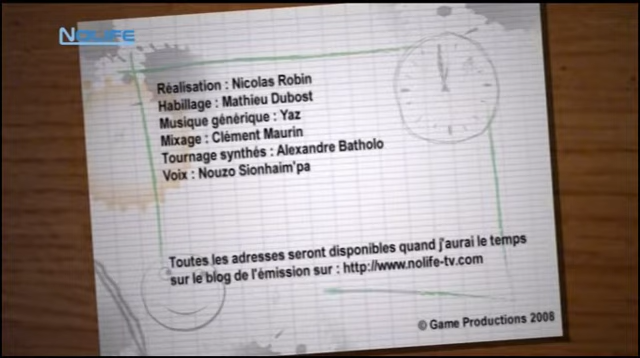 NOLIFE
Réalisation : Nicolas Robin
Habillage : Mathieu Dubost
Musique générique : Yaz
Mixage : Clément Maurin
Tournage synthés : Alexandre Batholo
Voix : Nouzo Sionhaim'pa
Toutes les adresses seront disponibles quand j'aurai le temps
sur le blog de l'émission sur : http://www.nolife-tv.com
© Game Productions 2008